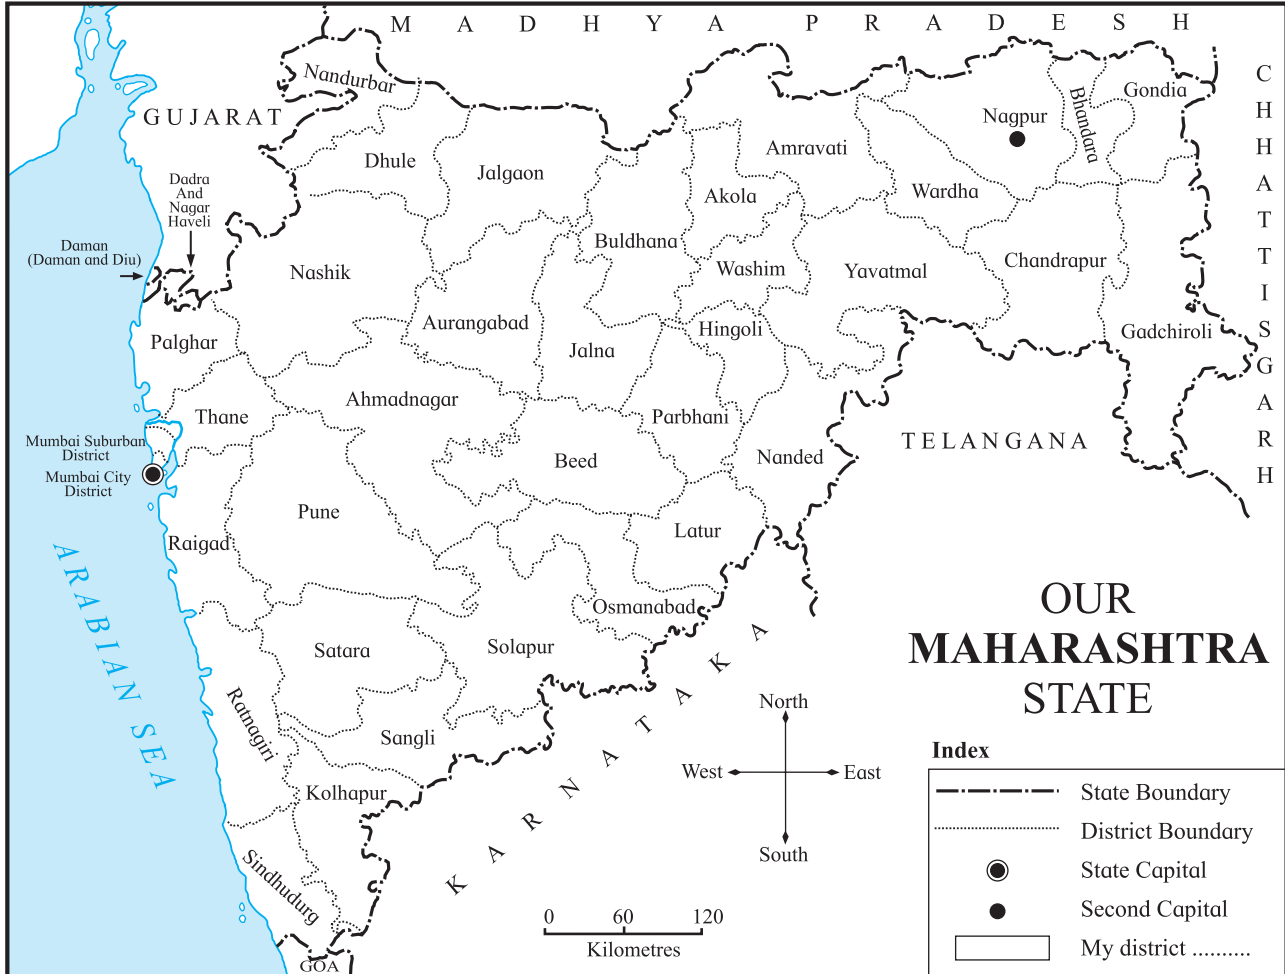 M A D H Y A P R A D E S H
Nandurbar
GUJARAT
CHHATTISGARH
Gondia
Bhandara
Nagpur
Dhule
Jalgaon
Amravati
Akola
Wardha
Dadra
And
Nagar
Haveli
Daman
(Daman and Diu)
Nashik
Buldhana
Washim
Yavatmal
Chandrapur
Palghar
Aurangabad
Jalna
Hingoli
Gadchiroli
Thane
Ahmadnagar
Parbhani
TELANGANA
Mumbai Suburban
District
Mumbai City
District
Beed
Nanded
Pune
Raigad
Latur
ARABIAN SEA
Osmanabad
Satara
Solapur
Ratnagiri
Sangli
Kolhapur
Sindhudurg
KARNATAKA
GOA
OUR
MAHARASHTRA
STATE
North
West
East
South
0 60 120
Kilometres
Index
State Boundary
District Boundary
State Capital
Second Capital
My district ..........